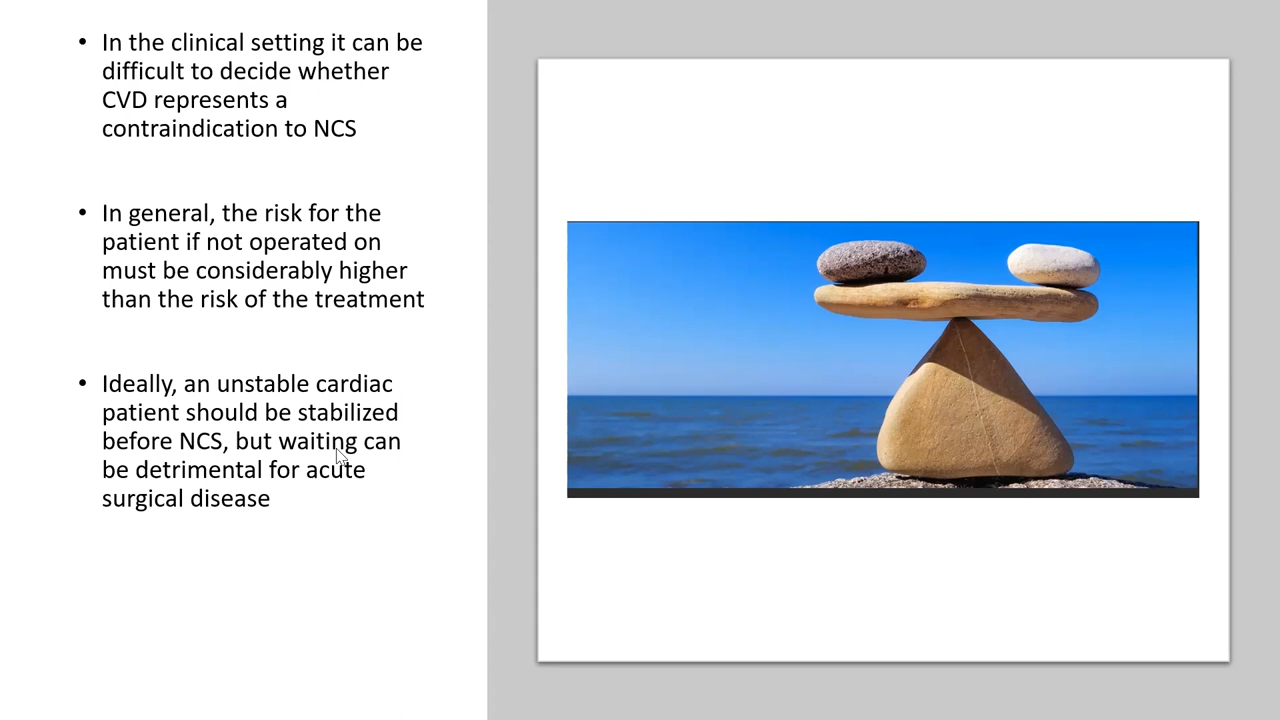 • In the clinical setting it can be
difficult to decide whether
CVD represents a
contraindication to NCS
• In general, the risk for the
patient if not operated on
must be considerably higher
than the risk of the treatment
• Ideally, an unstable cardiac
patient should be stabilized
before NCS, but waiting can
be detrimental for acute
surgical disease